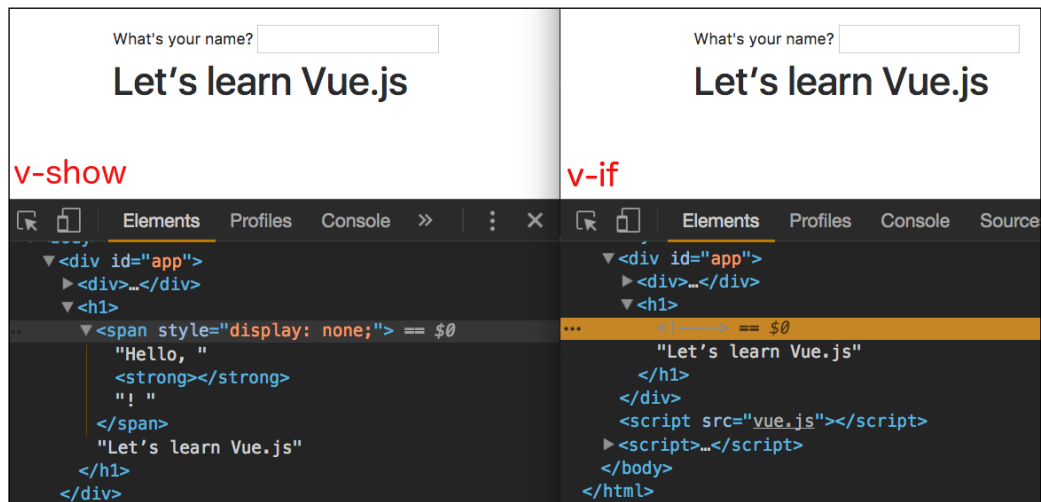 What's your name?
Let’s learn Vue.js
v-show
Elements Profiles Console »
▼<div id="app">
▶<div>…</div>
▼<h1>
▼<span style="display: none;"> == $0
"Hello, "
<strong></strong>
"! "
</span>
"Let’s learn Vue.js"
</h1>
</div>
What's your name?
Let’s learn Vue.js
v-if
Elements Profiles Console Source
▼<div id="app">
▶<div>…</div>
▼<h1>
… <!----> == $0
"Let’s learn Vue.js"
</h1>
</div>
<script src="vue.js"></script>
▶<script>…</script>
</body>
</html>